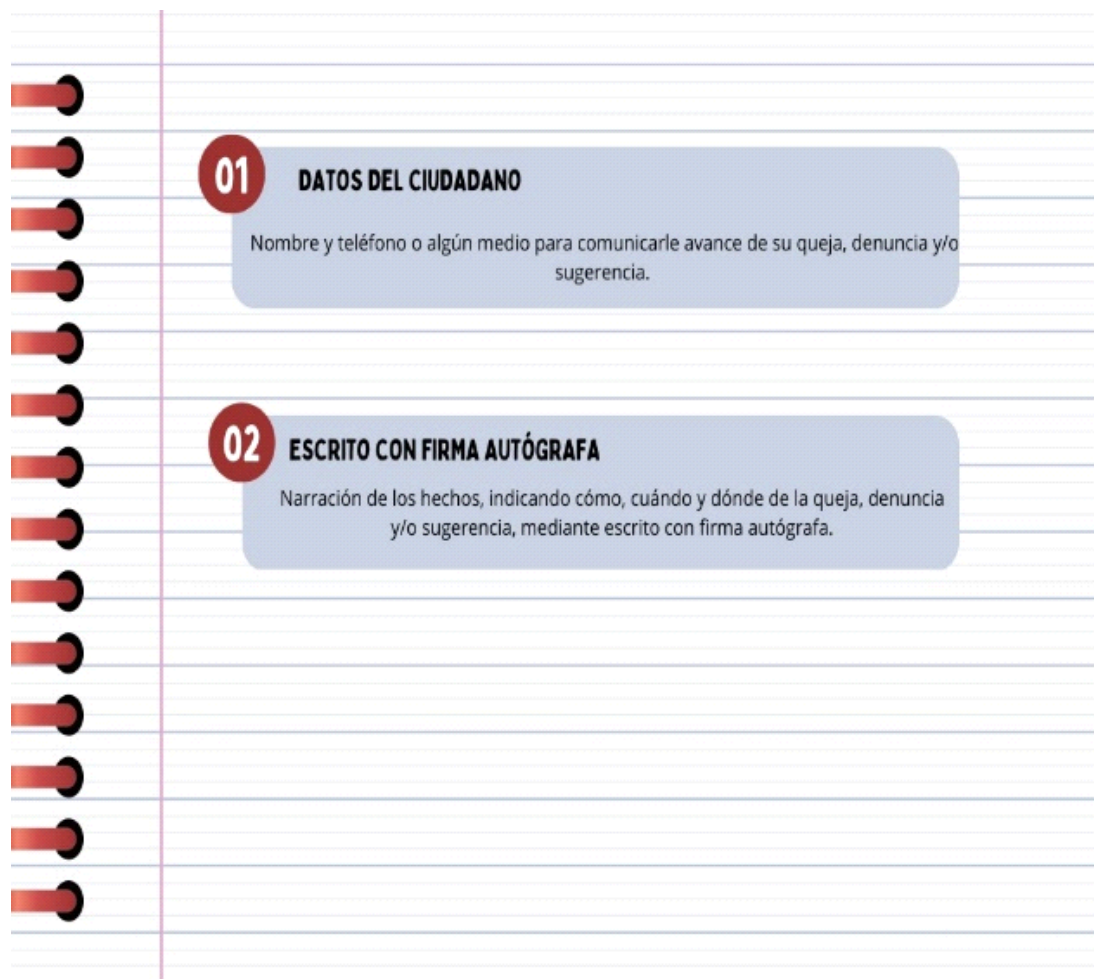 01
DATOS DEL CIUDADANO
Nombre y teléfono o algún medio para comunicarle avance de su queja, denuncia y/o
sugerencia.
02
ESCRITO CON FIRMA AUTÓGRAFA
Narración de los hechos, indicando cómo, cuándo y dónde de la queja, denuncia
y/o sugerencia, mediante escrito con firma autógrafa.